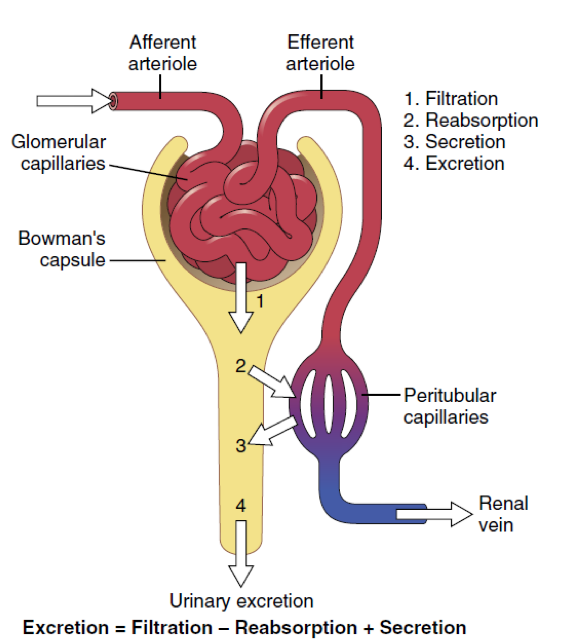 Afferent
arteriole
Efferent
arteriole
1. Filtration
2. Reabsorption
3. Secretion
4. Excretion
Glomerular
capillaries
Bowman's
capsule
1
2
Peritubular
capillaries
3
4
Renal
vein
Urinary excretion
Excretion = Filtration – Reabsorption + Secretion